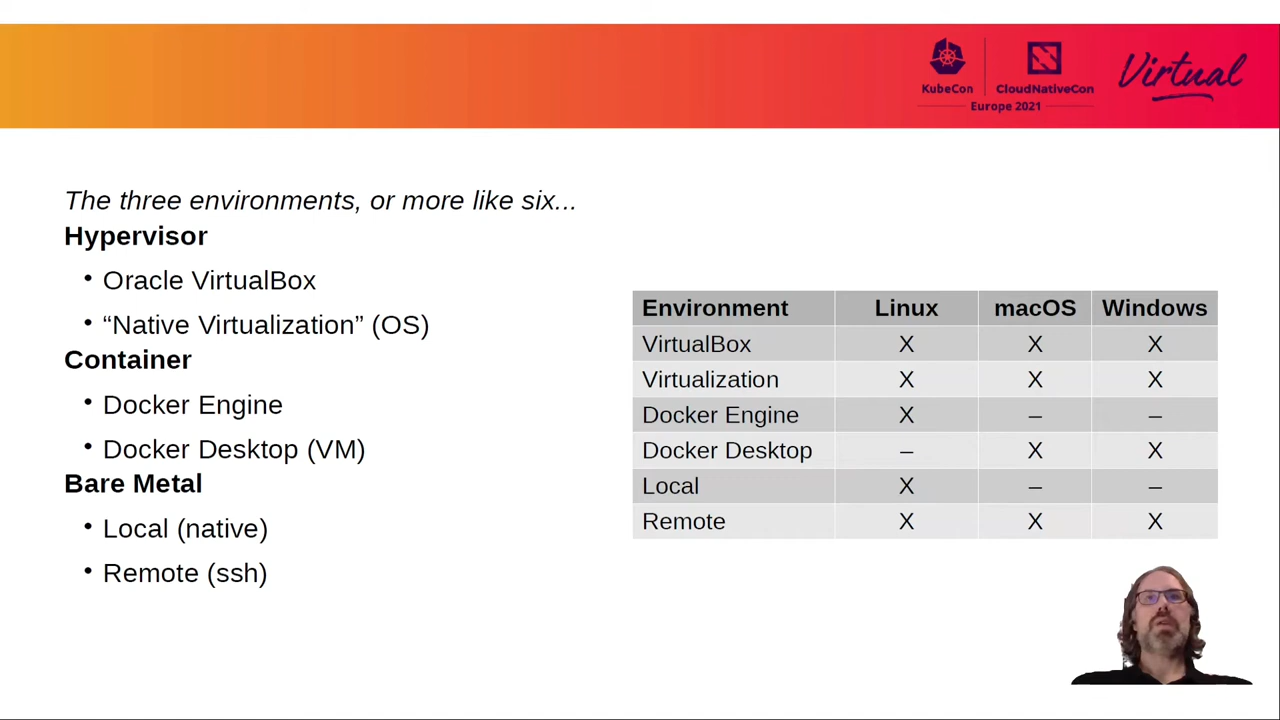 KubeCon CloudNativeCon Virtual
Europe 2021
The three environments, or more like six...
Hypervisor
• Oracle VirtualBox
• “Native Virtualization” (OS)
Container
• Docker Engine
• Docker Desktop (VM)
Bare Metal
• Local (native)
• Remote (ssh)
Environment Linux macOS Windows
VirtualBox X X X
Virtualization X X X
Docker Engine X – –
Docker Desktop – X X
Local X – –
Remote X X X